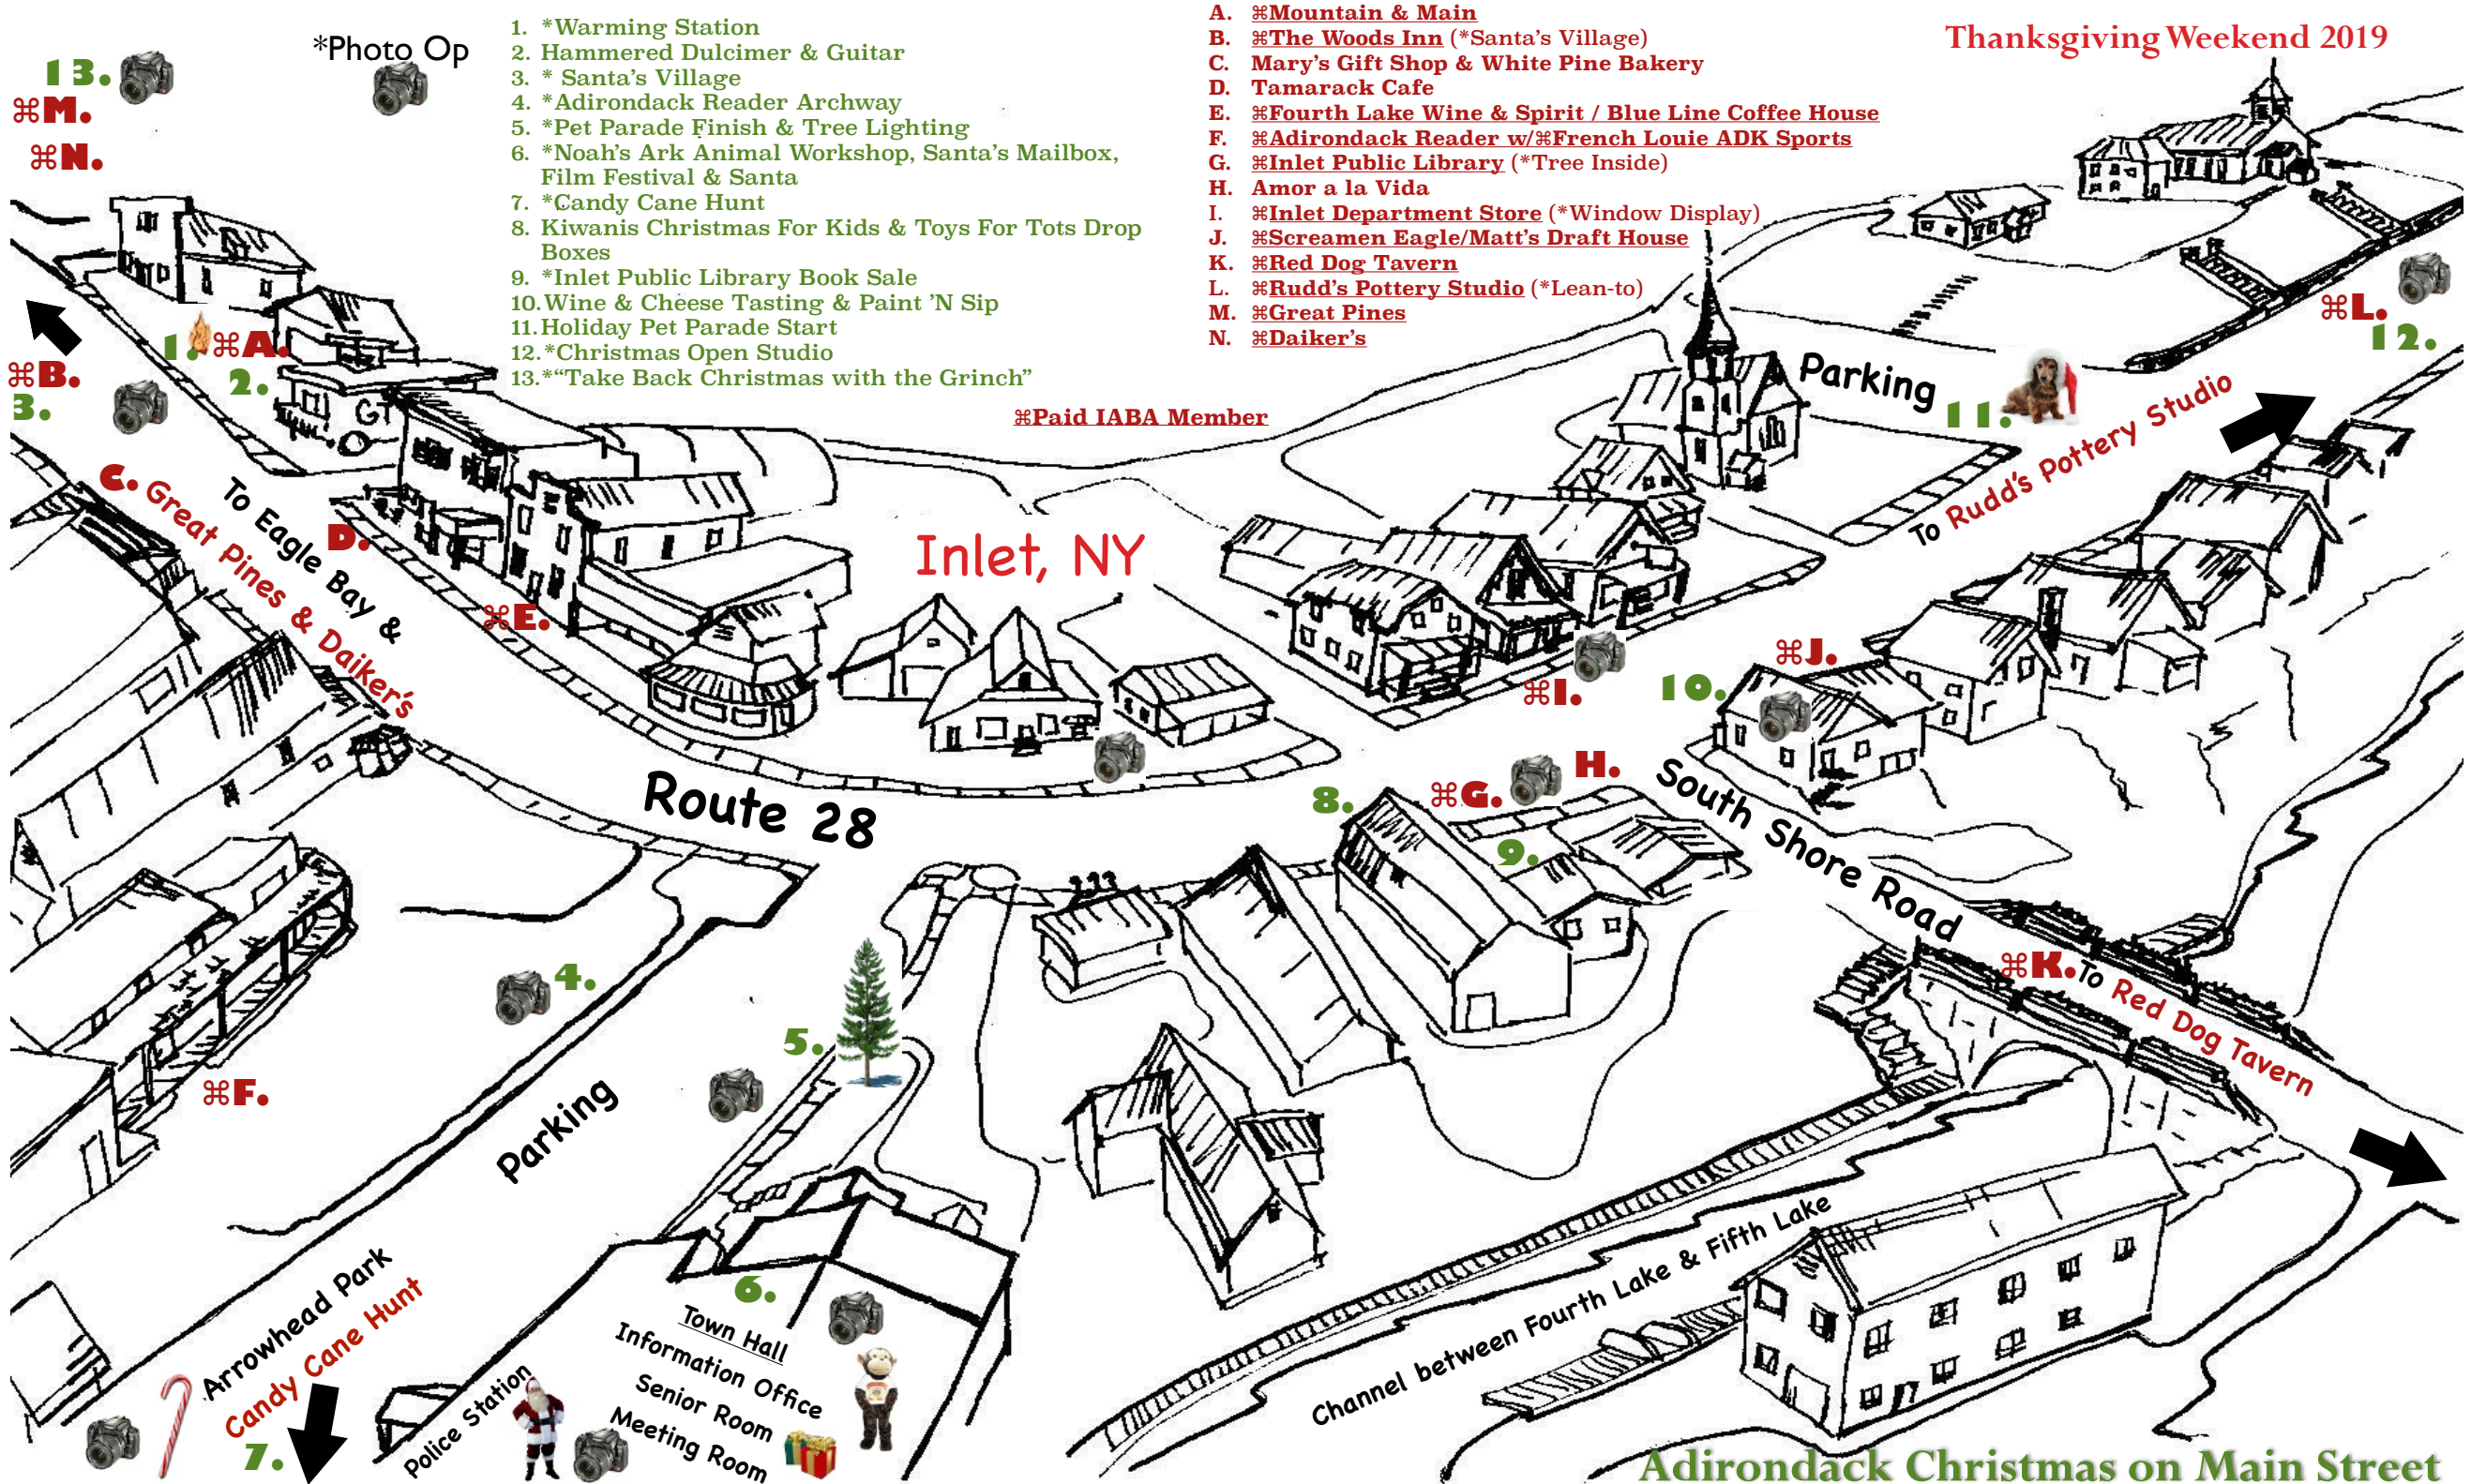 *Photo Op
1. *Warming Station
2. Hammered Dulcimer & Guitar
3. * Santa's Village
4. *Adirondack Reader Archway
5. *Pet Parade Finish & Tree Lighting
6. *Noah's Ark Animal Workshop, Santa's Mailbox,
Film Festival & Santa
7. *Candy Cane Hunt
8. Kiwanis Christmas For Kids & Toys For Tots Drop
Boxes
9. *Inlet Public Library Book Sale
10. Wine & Cheese Tasting & Paint 'N Sip
11. Holiday Pet Parade Start
12. *Christmas Open Studio
13. *“Take Back Christmas with the Grinch”
A. ⌘Mountain & Main
B. ⌘The Woods Inn (*Santa's Village)
C. Mary's Gift Shop & White Pine Bakery
D. Tamarack Cafe
E. ⌘Fourth Lake Wine & Spirit / Blue Line Coffee House
F. ⌘Adirondack Reader w/⌘French Louie ADK Sports
G. ⌘Inlet Public Library (*Tree Inside)
H. Amor a la Vida
I. ⌘Inlet Department Store (*Window Display)
J. ⌘Screamen Eagle/Matt's Draft House
K. ⌘Red Dog Tavern
L. ⌘Rudd's Pottery Studio (*Lean-to)
M. ⌘Great Pines
N. ⌘Daiker's
⌘Paid IABA Member
Thanksgiving Weekend 2019
13.
⌘M.
⌘N.
1.
⌘A.
2.
⌘B.
3.
GT
C.
To Eagle Bay &
Great Pines & Daiker's
D.
⌘E.
Inlet, NY
Parking
11.
⌘L.
12.
To Rudd's Pottery Studio
⌘I.
10.
⌘J.
Route 28
8.
⌘G.
H.
9.
South Shore Road
⌘K.
To Red Dog Tavern
4.
5.
⌘F.
Parking
6.
Town Hall
Information Office
Senior Room
Meeting Room
Police Station
Arrowhead Park
Candy Cane Hunt
7.
Channel between Fourth Lake & Fifth Lake
Adirondack Christmas on Main Street